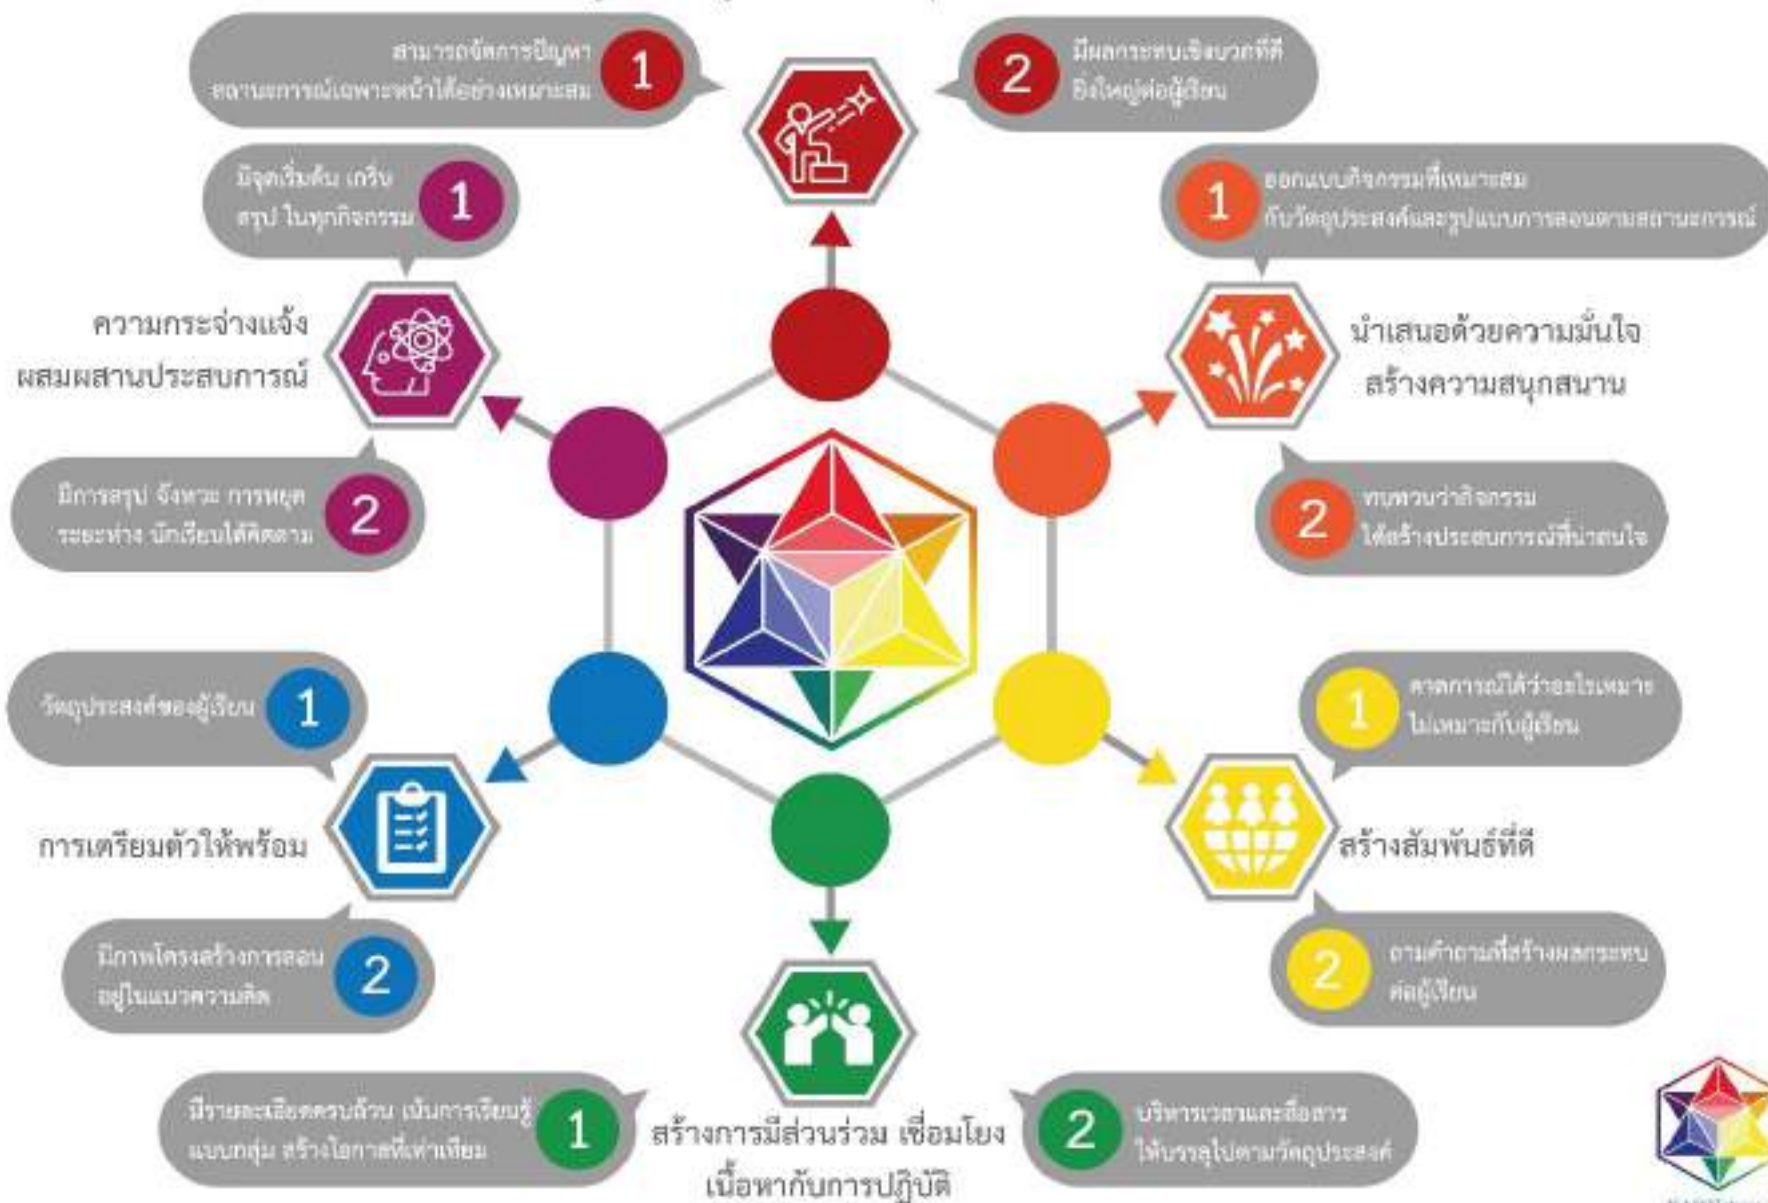 สามารถจัดการปัญหา
สถานะการณ์เฉพาะหน้าได้อย่างเหมาะสม
1
2
มีผลกระทบเชิงบวกที่ดี
ยิ่งใหญ่ต่อผู้เรียน
มีจุดเริ่มต้น เกริ่น
สรุป ในทุกกิจกรรม
1
1
ออกแบบกิจกรรมที่เหมาะสม
กับวัตถุประสงค์และรูปแบบการสอนตามสถานะการณ์
ความกระจ่างแจ้ง
ผสมผสานประสบการณ์
นำเสนอด้วยความมั่นใจ
สร้างความสนุกสนาน
มีการสรุป จังหวะ การหยุด
ระยะห่าง นักเรียนได้คิดตาม
2
2
ทบทวนว่ากิจกรรม
ได้สร้างประสบการณ์ที่น่าสนใจ
วัตถุประสงค์ของผู้เรียน
1
1
คาดการณ์ได้ว่าอะไรเหมาะ
ไม่เหมาะกับผู้เรียน
การเตรียมตัวให้พร้อม
สร้างสัมพันธ์ที่ดี
มีภาพโครงสร้างการสอน
อยู่ในแนวความคิด
2
2
ถามคำถามที่สร้างผลกระทบ
ต่อผู้เรียน
มีรายละเอียดครบถ้วน เน้นการเรียนรู้
แบบกลุ่ม สร้างโอกาสที่เท่าเทียม
1
สร้างการมีส่วนร่วม เชื่อมโยง
เนื้อหากับการปฏิบัติ
2
บริหารเวลาและสื่อสาร
ให้บรรลุไปตามวัตถุประสงค์